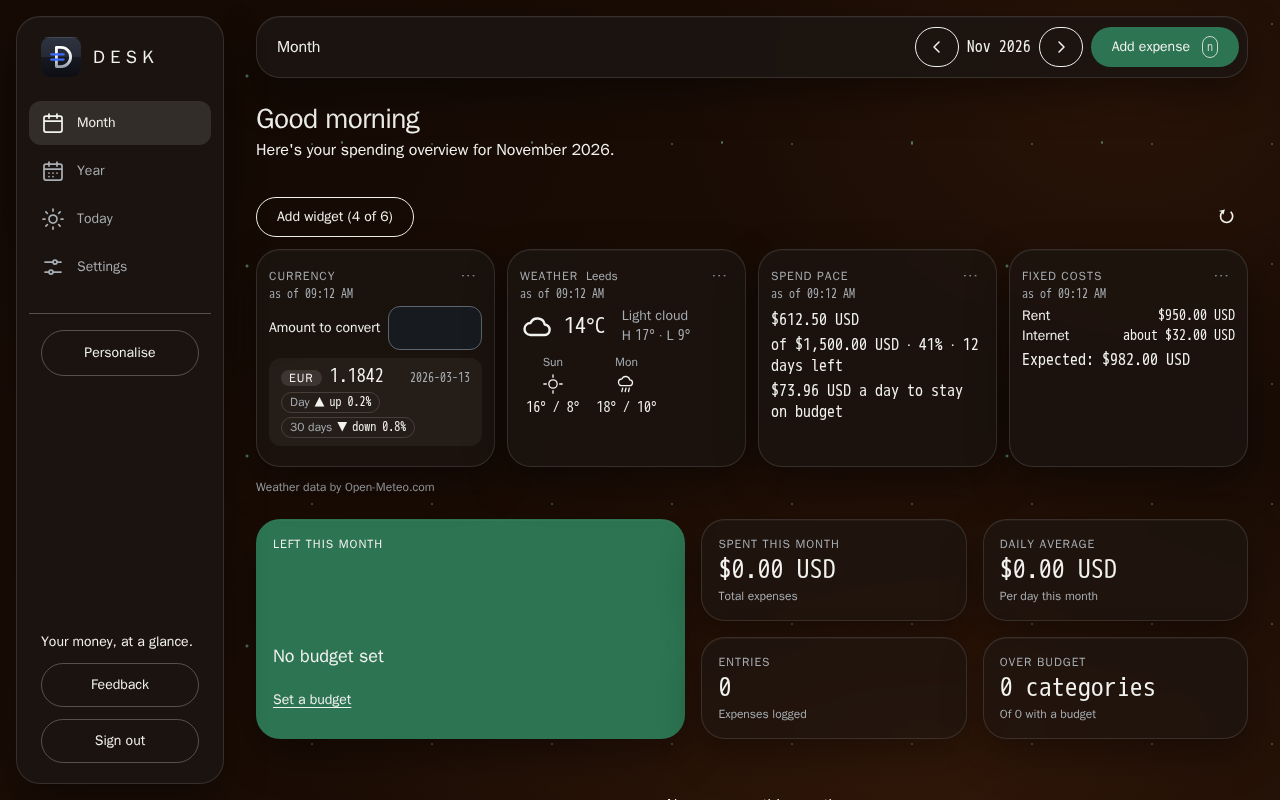 DESK
Month
Year
Today
Settings
Personalise
Your money, at a glance.
Feedback
Sign out
Month
Nov 2026
Add expense n
Good morning
Here's your spending overview for November 2026.
Add widget (4 of 6)
CURRENCY ···
as of 09:12 AM
Amount to convert
EUR 1.1842 2026-03-13
Day ▲ up 0.2%
30 days ▼ down 0.8%
WEATHER Leeds ···
as of 09:12 AM
14°C
Light cloud
H 17° · L 9°
Sun Mon
16° / 8° 18° / 10°
SPEND PACE ···
as of 09:12 AM
$612.50 USD
of $1,500.00 USD · 41% · 12
days left
$73.96 USD a day to stay
on budget
FIXED COSTS ···
as of 09:12 AM
Rent $950.00 USD
Internet about $32.00 USD
Expected: $982.00 USD
Weather data by Open-Meteo.com
LEFT THIS MONTH
No budget set
Set a budget
SPENT THIS MONTH
$0.00 USD
Total expenses
DAILY AVERAGE
$0.00 USD
Per day this month
ENTRIES
0
Expenses logged
OVER BUDGET
0 categories
Of 0 with a budget